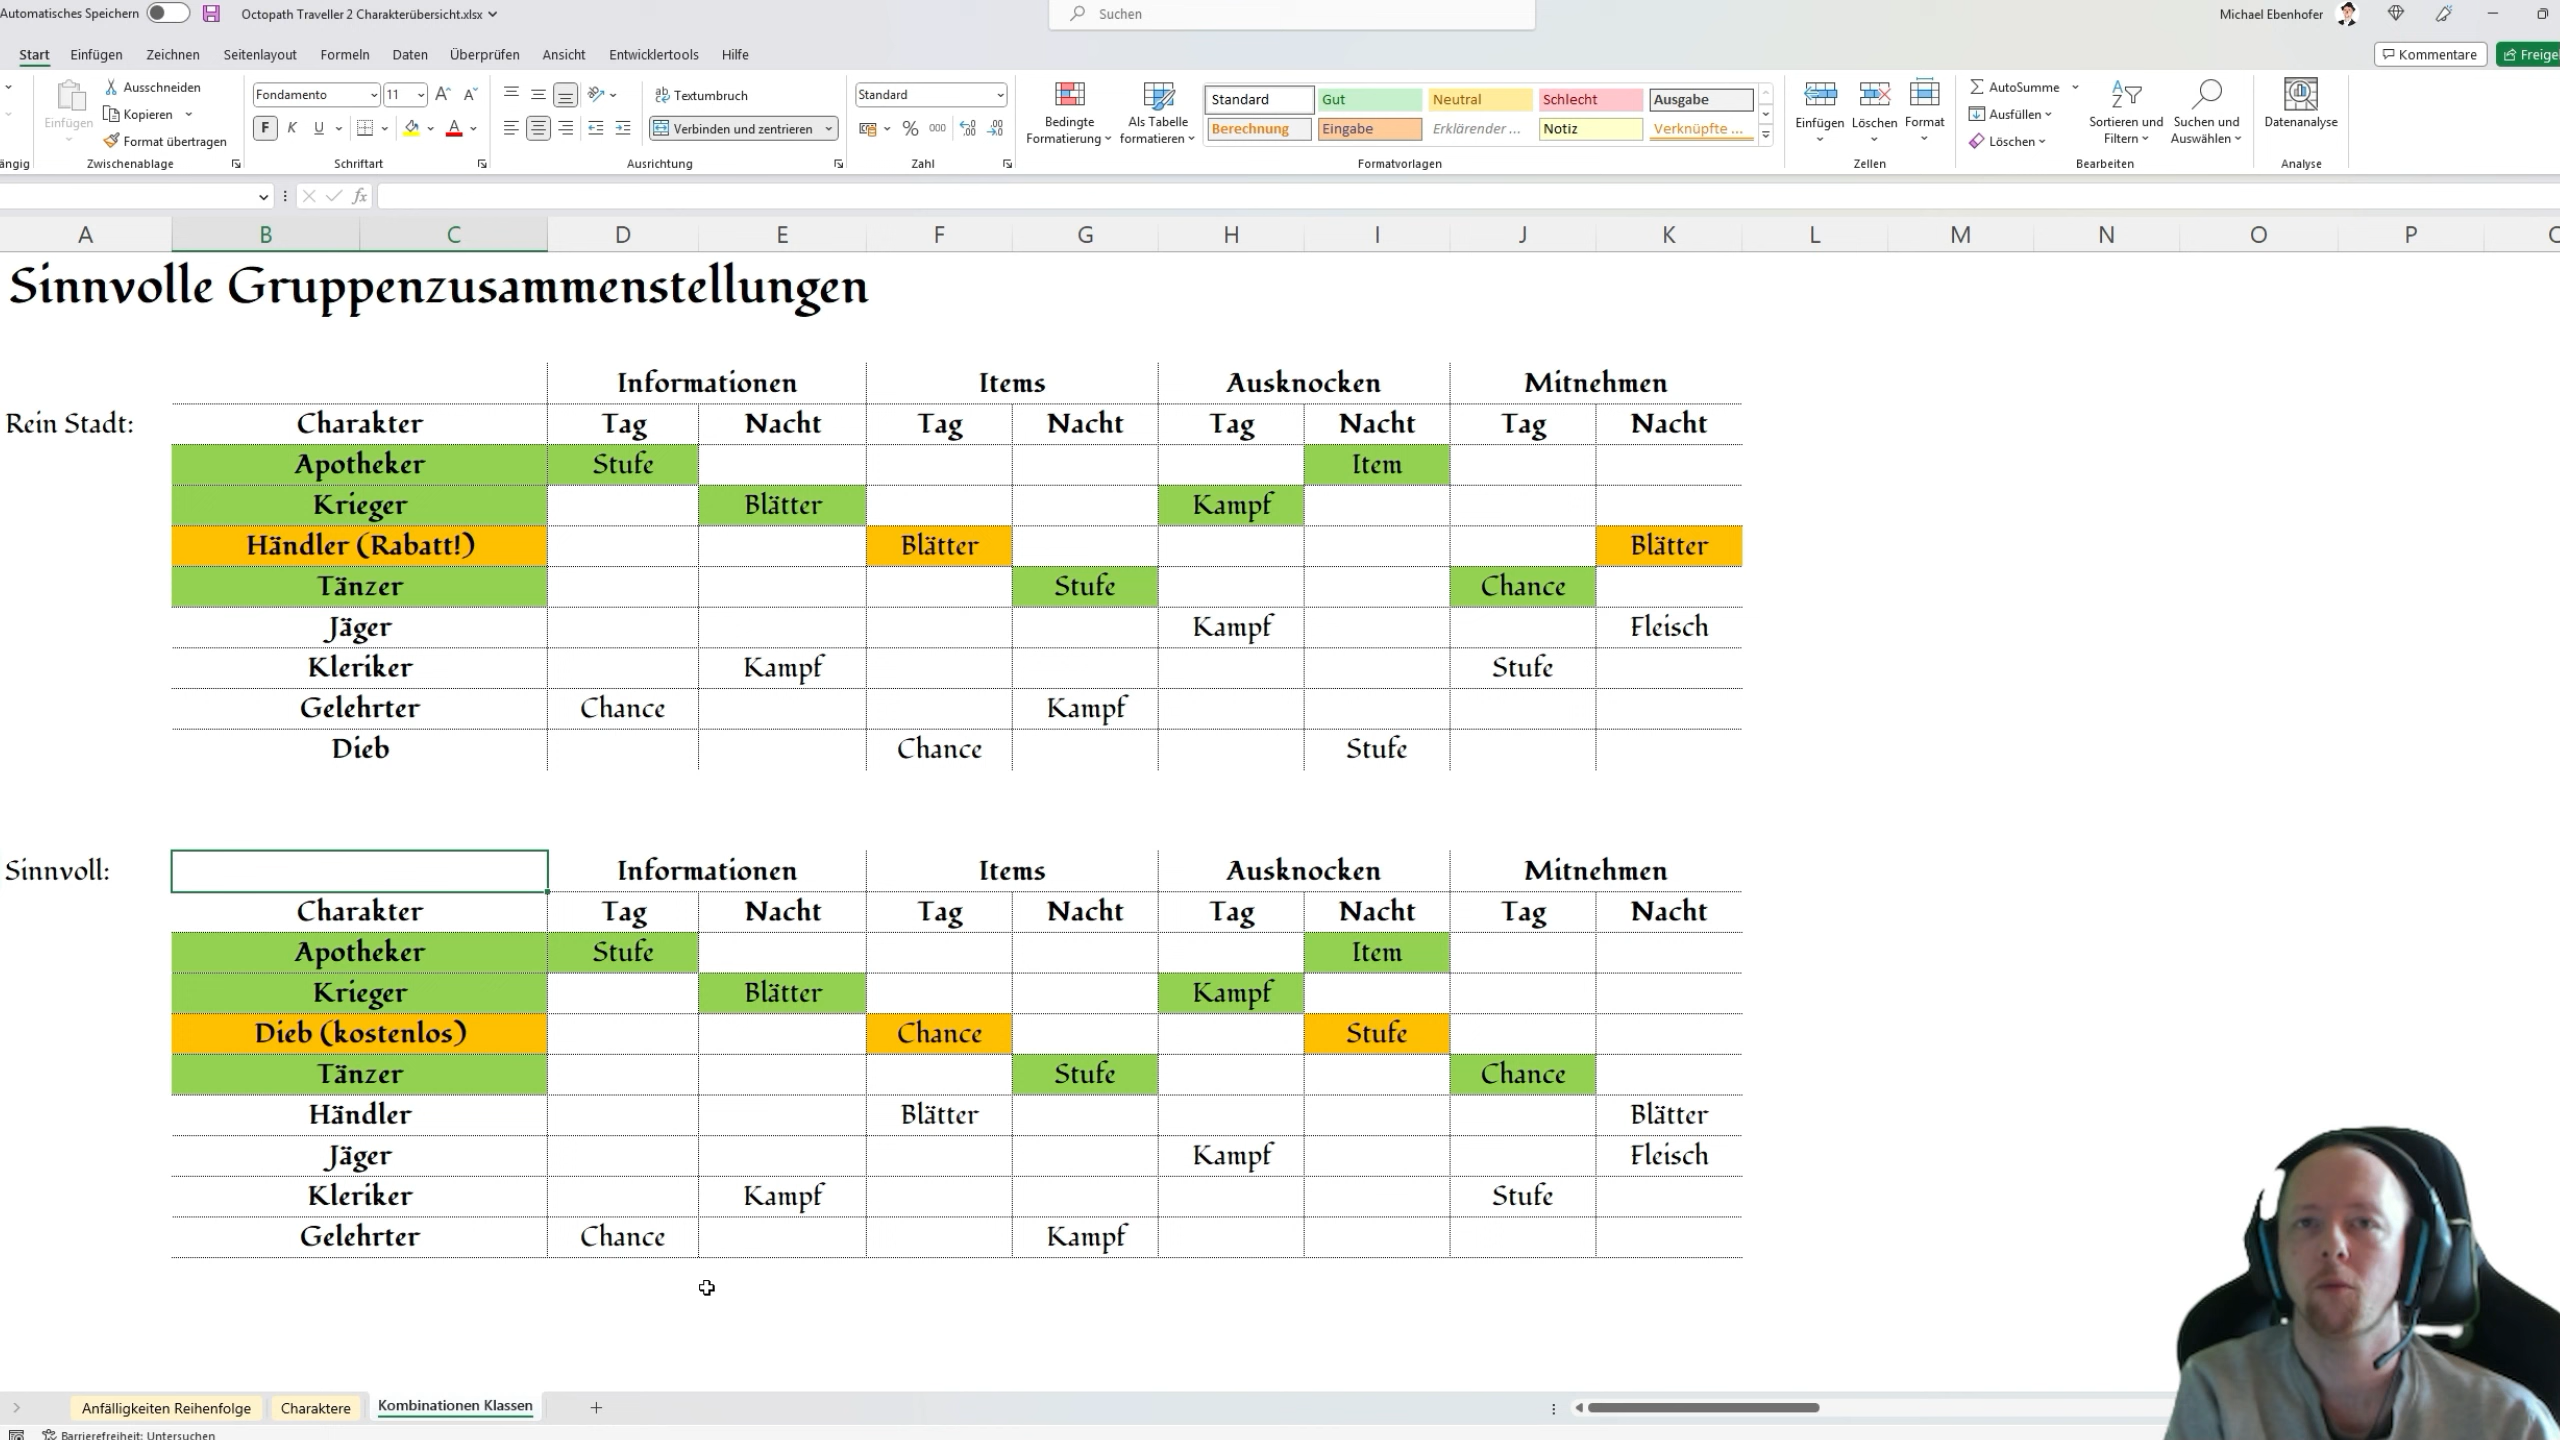 Automatisches Speichern Octopath Traveller 2 Charakterübersicht.xlsx Suchen Michael Ebenhofer
Start Einfügen Zeichnen Seitenlayout Formeln Daten Überprüfen Ansicht Entwicklertools Hilfe Kommentare Freige
Ausschneiden
Kopieren
Format übertragen
Einfügen
ängig
Zwischenablage
Fondamento 11
F K U
Schriftart
Textumbruch
Verbinden und zentrieren
Ausrichtung
Standard
% 000
Zahl
Bedingte Formatierung
Als Tabelle formatieren
Standard Gut Neutral Schlecht Ausgabe
Berechnung Eingabe Erklärender ... Notiz Verknüpfte ...
Formatvorlagen
Einfügen Löschen Format
Zellen
AutoSumme
Ausfüllen
Löschen
Sortieren und Filtern
Suchen und Auswählen
Bearbeiten
Datenanalyse
Analyse
fx
A B C D E F G H I J K L M N O P
Sinnvolle Gruppenzusammenstellungen
Informationen Items Ausknocken Mitnehmen
Rein Stadt: Charakter Tag Nacht Tag Nacht Tag Nacht Tag Nacht
Apotheker Stufe Item
Krieger Blätter Kampf
Händler (Rabatt!) Blätter Blätter
Tänzer Stufe Chance
Jäger Kampf Fleisch
Kleriker Kampf Stufe
Gelehrter Chance Kampf
Dieb Chance Stufe
Sinnvoll: Informationen Items Ausknocken Mitnehmen
Charakter Tag Nacht Tag Nacht Tag Nacht Tag Nacht
Apotheker Stufe Item
Krieger Blätter Kampf
Dieb (kostenlos) Chance Stufe
Tänzer Stufe Chance
Händler Blätter Blätter
Jäger Kampf Fleisch
Kleriker Kampf Stufe
Gelehrter Chance Kampf
Anfälligkeiten Reihenfolge Charaktere Kombinationen Klassen
Barrierefreiheit: Untersuchen